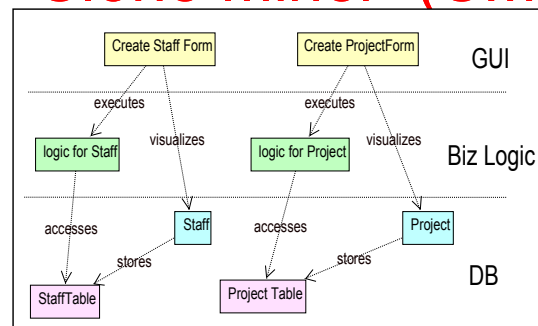 Create Staff Form
Create ProjectForm
GUI
executes
executes
logic for Staff
visualizes
logic for Project
visualizes
Biz Logic
Staff
Project
accesses
accesses
stores
stores
DB
StaffTable
Project Table